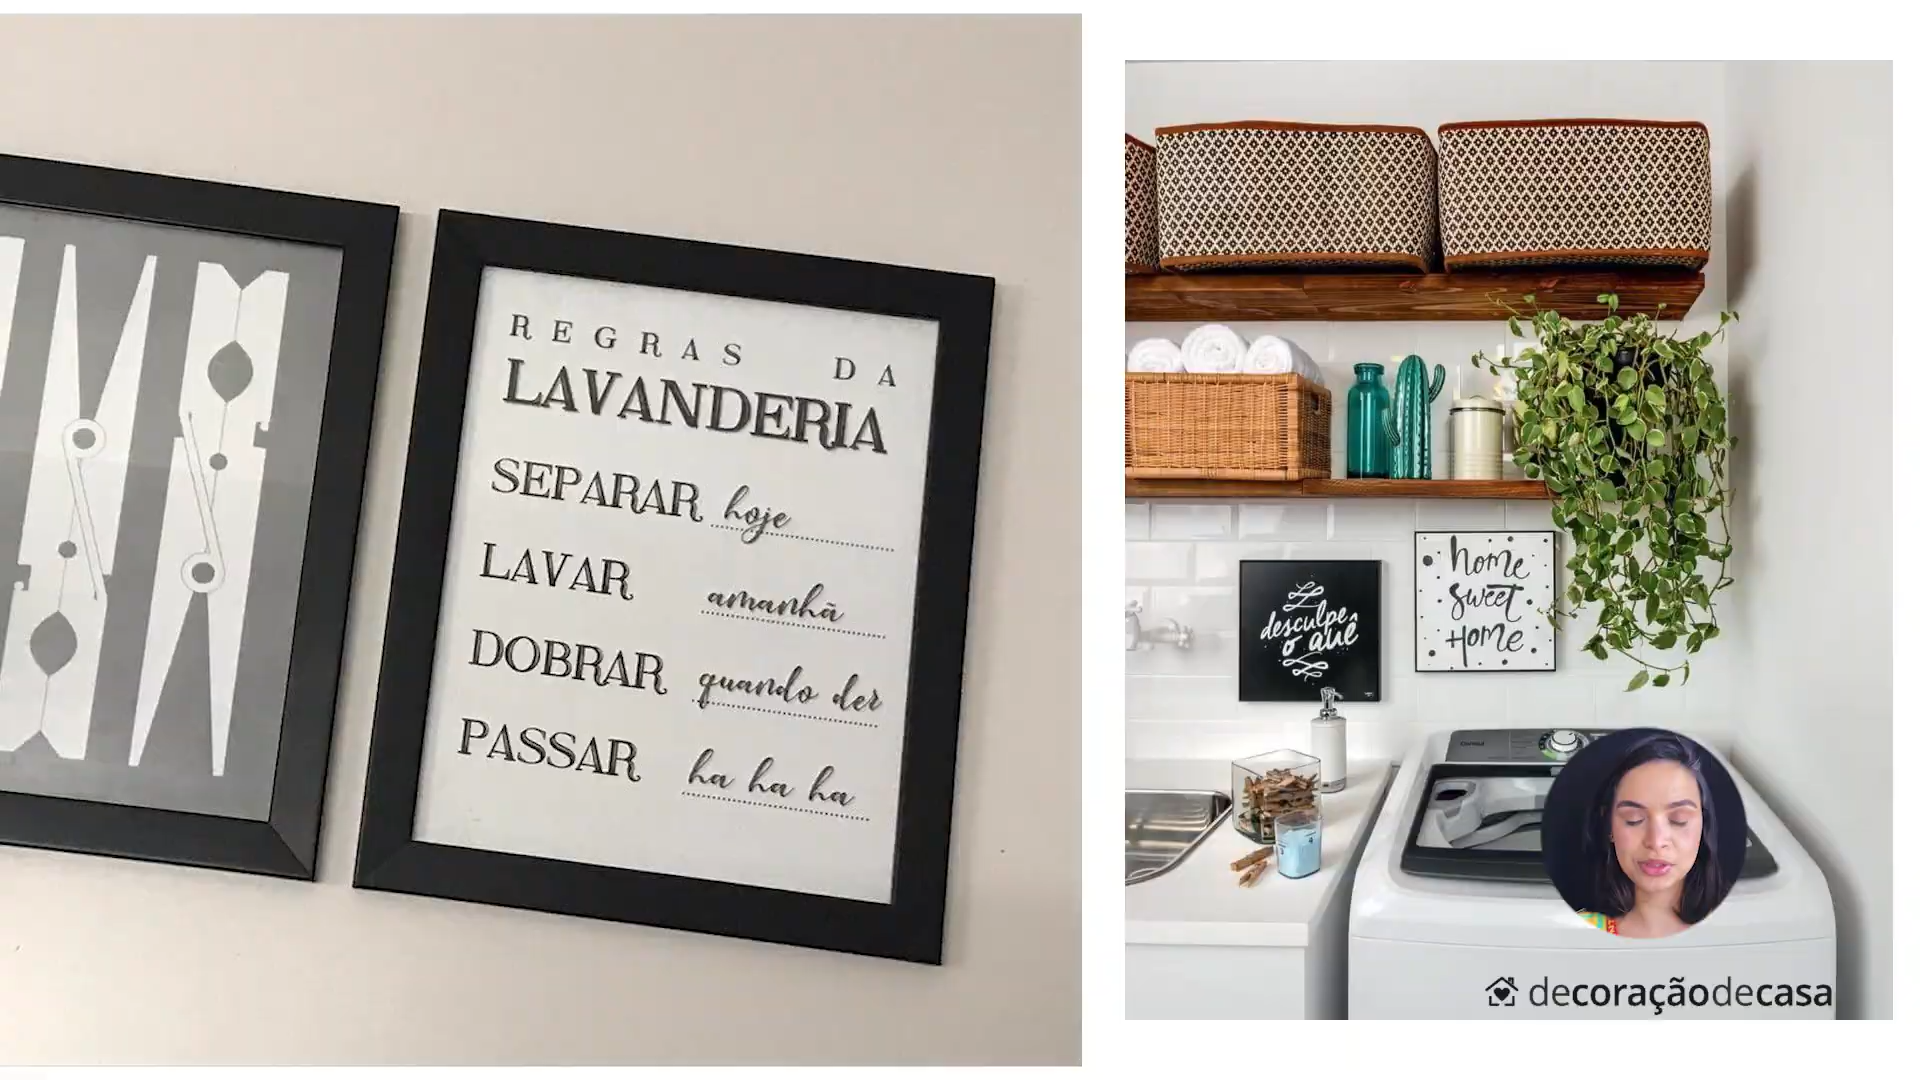 REGRAS DA
LAVANDERIA
SEPARAR hoje
LAVAR amanhã
DOBRAR quando der
PASSAR ha ha ha
desculpe
o auê
home
sweet
Home
decoraçãodecasa